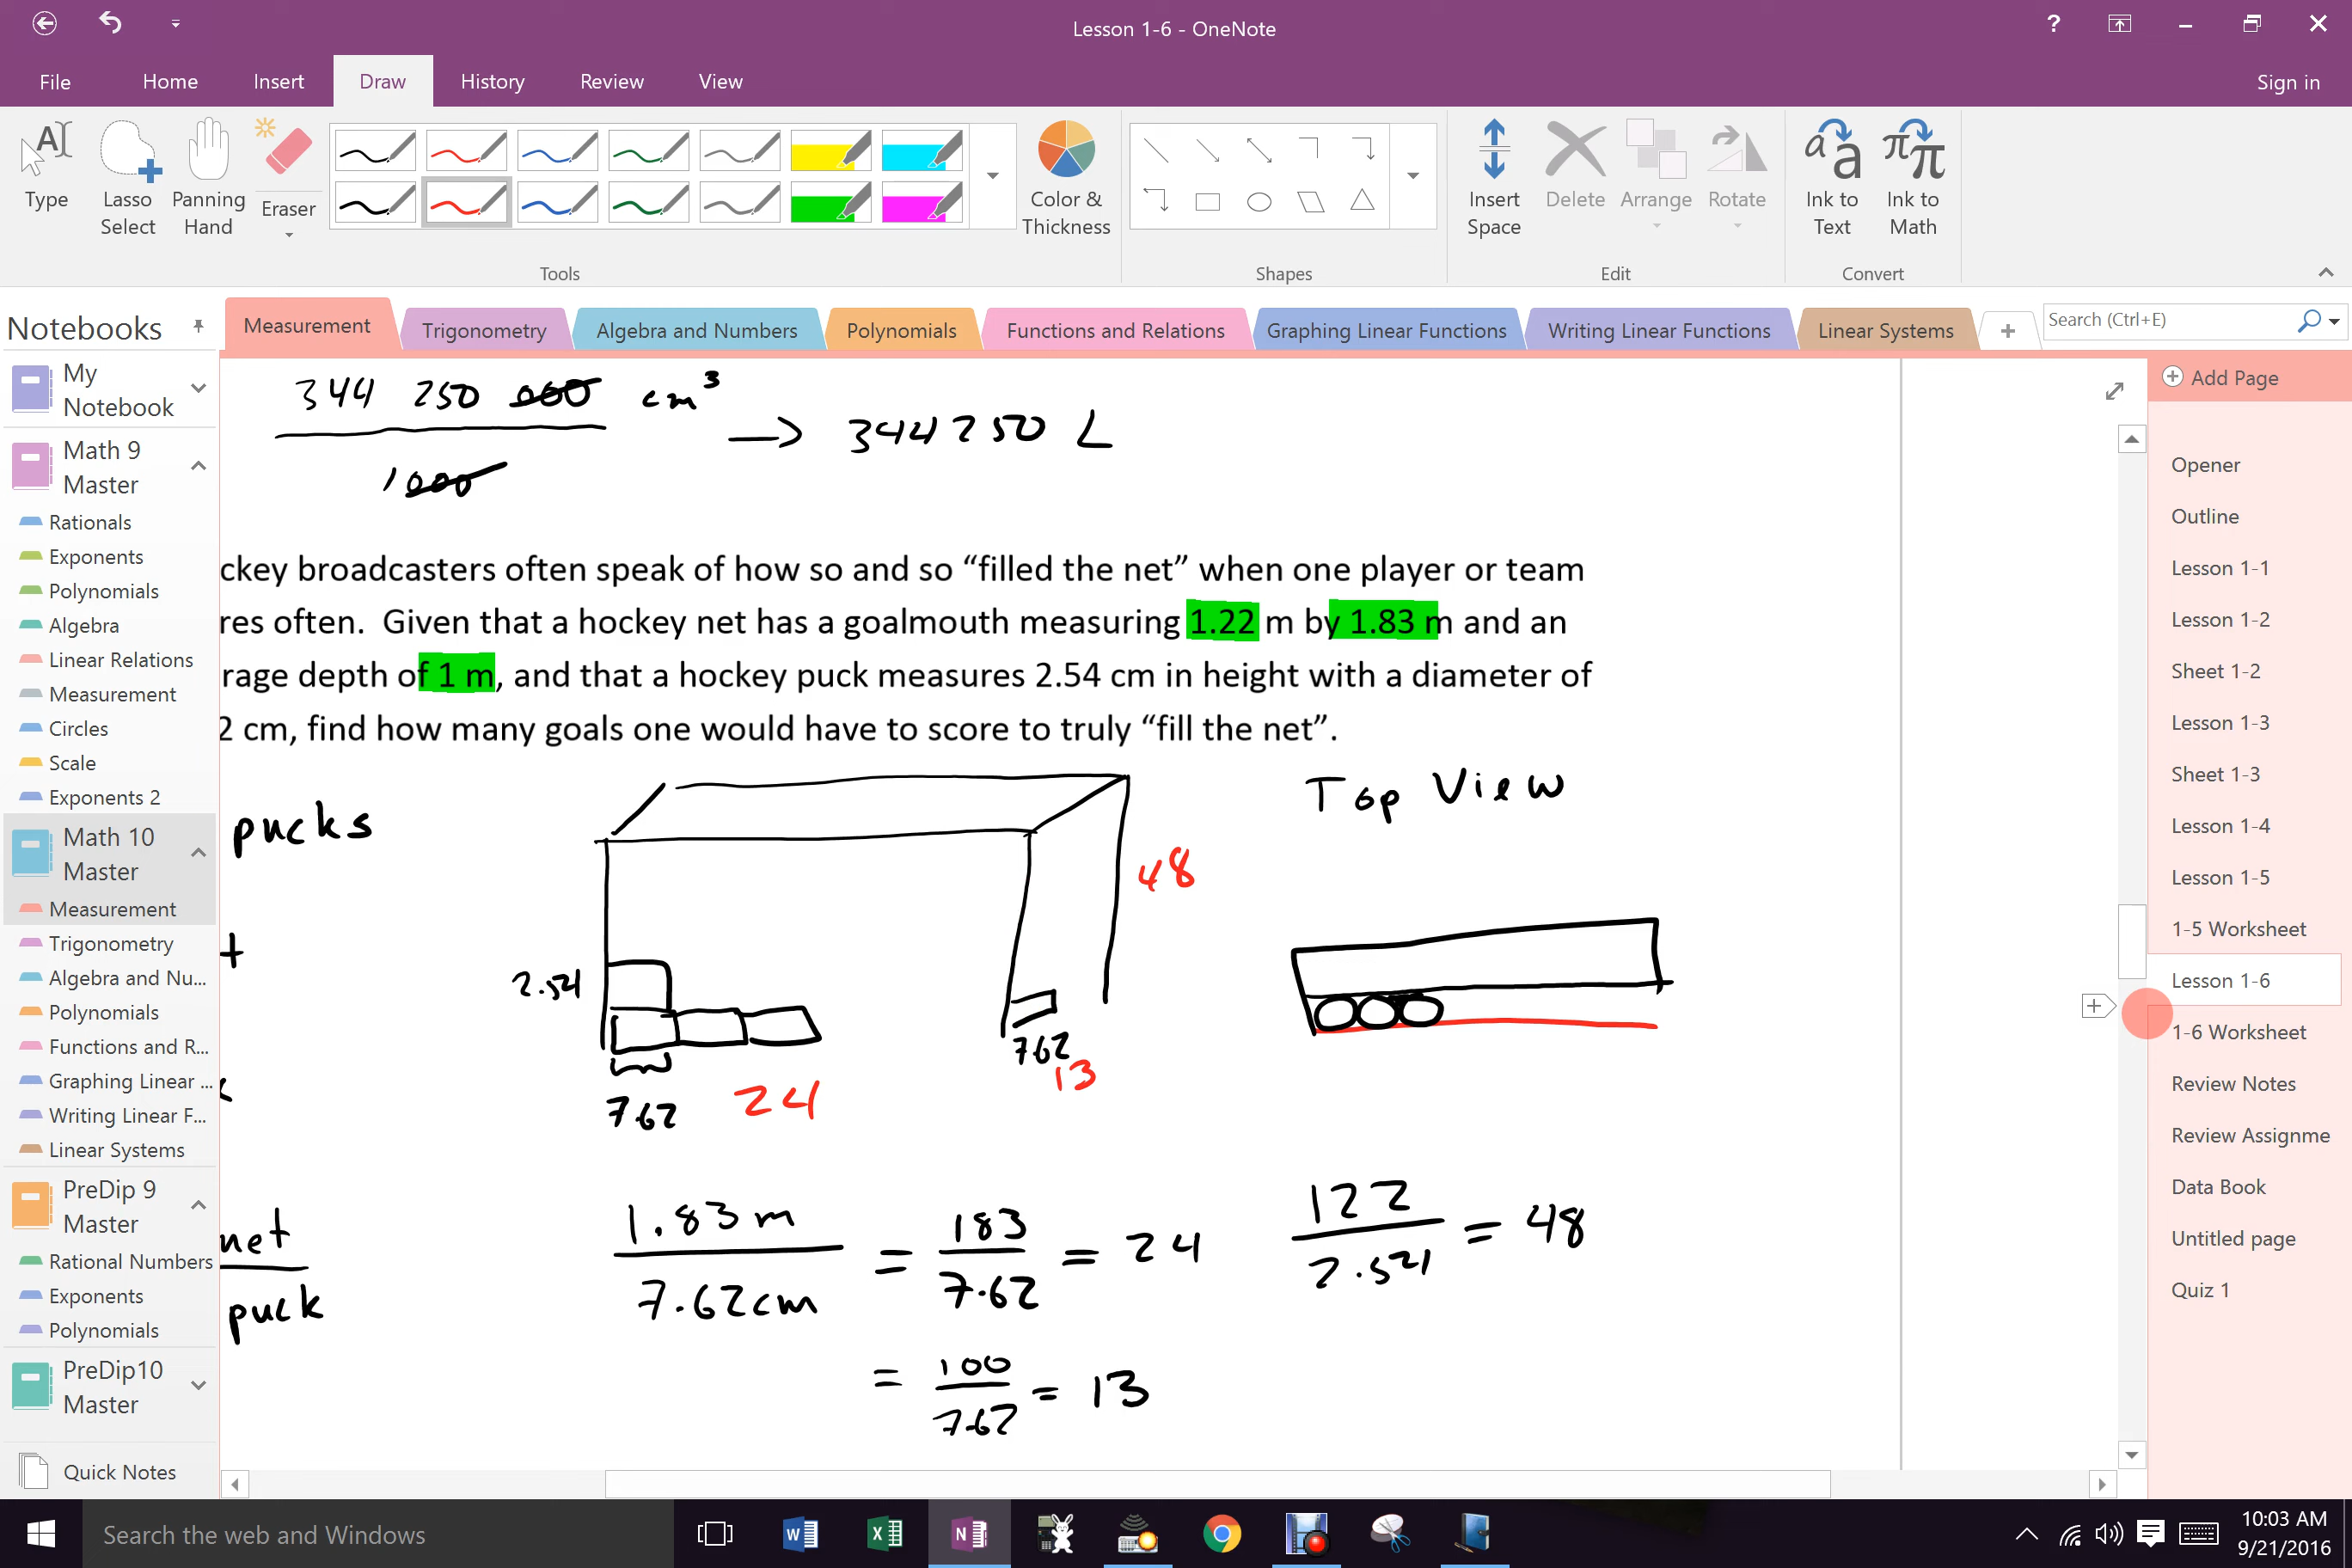 Lesson 1-6 - OneNote
?
File
Home
Insert
Draw
History
Review
View
Sign in
Type
Lasso
Select
Panning
Hand
Eraser
Color &
Thickness
Insert
Space
Delete
Arrange
Rotate
Ink to
Text
Ink to
Math
Tools
Shapes
Edit
Convert
Notebooks
Measurement
Trigonometry
Algebra and Numbers
Polynomials
Functions and Relations
Graphing Linear Functions
Writing Linear Functions
Linear Systems
Search (Ctrl+E)
My
Notebook
Math 9
Master
Rationals
Exponents
Polynomials
Algebra
Linear Relations
Measurement
Circles
Scale
Exponents 2
Math 10
Master
Measurement
Trigonometry
Algebra and Nu...
Polynomials
Functions and R...
Graphing Linear ...
Writing Linear F...
Linear Systems
PreDip 9
Master
Rational Numbers
Exponents
Polynomials
PreDip10
Master
Quick Notes
344 250 000 cm³
1000
→ 344250 L
ckey broadcasters often speak of how so and so “filled the net” when one player or team
res often.  Given that a hockey net has a goalmouth measuring 1.22 m by 1.83 m and an
rage depth of 1 m, and that a hockey puck measures 2.54 cm in height with a diameter of
2 cm, find how many goals one would have to score to truly “fill the net”.
pucks
Top View
48
2.54
7.62
13
7.62
24
t
net
puck
1.83 m
7.62cm
= 183
7.62
= 24
122
2.54
= 48
= 100
7.62
= 13
Add Page
Opener
Outline
Lesson 1-1
Lesson 1-2
Sheet 1-2
Lesson 1-3
Sheet 1-3
Lesson 1-4
Lesson 1-5
1-5 Worksheet
Lesson 1-6
1-6 Worksheet
Review Notes
Review Assignme
Data Book
Untitled page
Quiz 1
Search the web and Windows
10:03 AM
9/21/2016